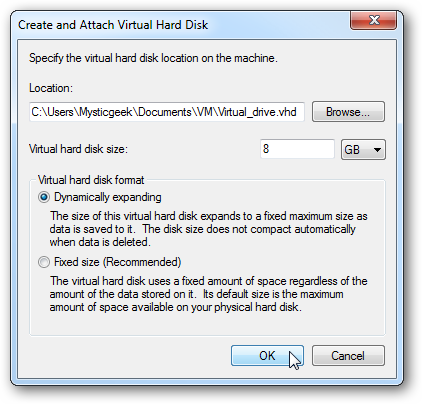 Create and Attach Virtual Hard Disk
Specify the virtual hard disk location on the machine.
Location:
C:\Users\Mysticgeek\Documents\VM\Virtual_drive.vhd
Browse...
Virtual hard disk size:
8
GB
Virtual hard disk format
Dynamically expanding
The size of this virtual hard disk expands to a fixed maximum size as
data is saved to it. The disk size does not compact automatically
when data is deleted.
Fixed size (Recommended)
The virtual hard disk uses a fixed amount of space regardless of the
amount of the data stored on it. Its default size is the maximum
amount of space available on your physical hard disk.
OK
Cancel